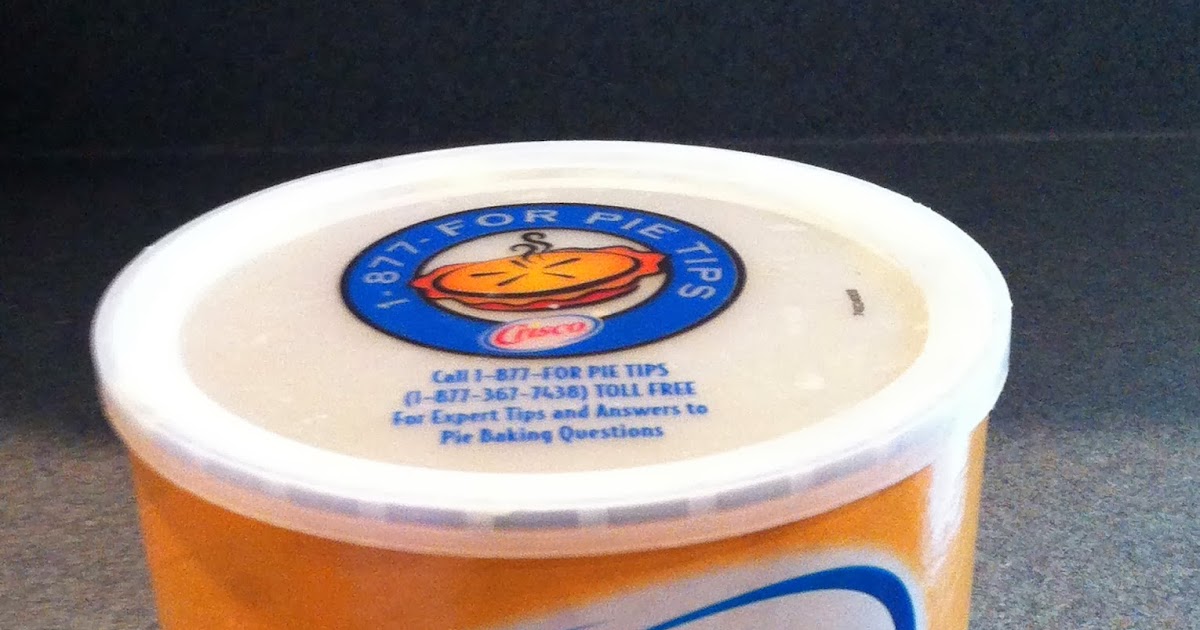 1-877-FOR PIE TIPS
Crisco
Call 1-877-FOR PIE TIPS
(1-877-367-7438) TOLL FREE
For Expert Tips and Answers to
Pie Baking Questions